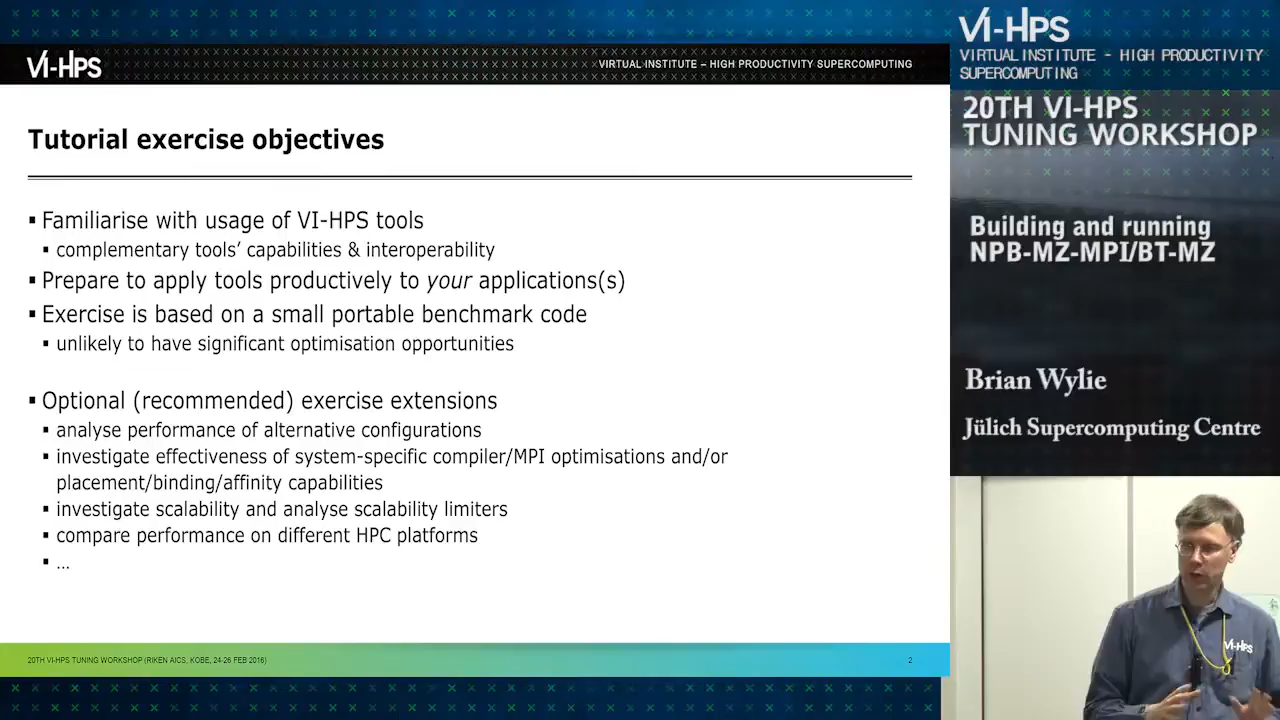 VI-HPS
VIRTUAL INSTITUTE – HIGH PRODUCTIVITY SUPERCOMPUTING
Tutorial exercise objectives
▪ Familiarise with usage of VI-HPS tools
▪ complementary tools’ capabilities & interoperability
▪ Prepare to apply tools productively to your applications(s)
▪ Exercise is based on a small portable benchmark code
▪ unlikely to have significant optimisation opportunities
▪ Optional (recommended) exercise extensions
▪ analyse performance of alternative configurations
▪ investigate effectiveness of system-specific compiler/MPI optimisations and/or
placement/binding/affinity capabilities
▪ investigate scalability and analyse scalability limiters
▪ compare performance on different HPC platforms
▪ ...
20TH VI-HPS TUNING WORKSHOP (RIKEN AICS, KOBE, 24-26 FEB 2016)
2
VI-HPS
VIRTUAL INSTITUTE – HIGH PRODUCTIVITY
SUPERCOMPUTING
20TH VI-HPS
TUNING WORKSHOP
Building and running
NPB-MZ-MPI/BT-MZ
Brian Wylie
Jülich Supercomputing Centre
VI-HPS